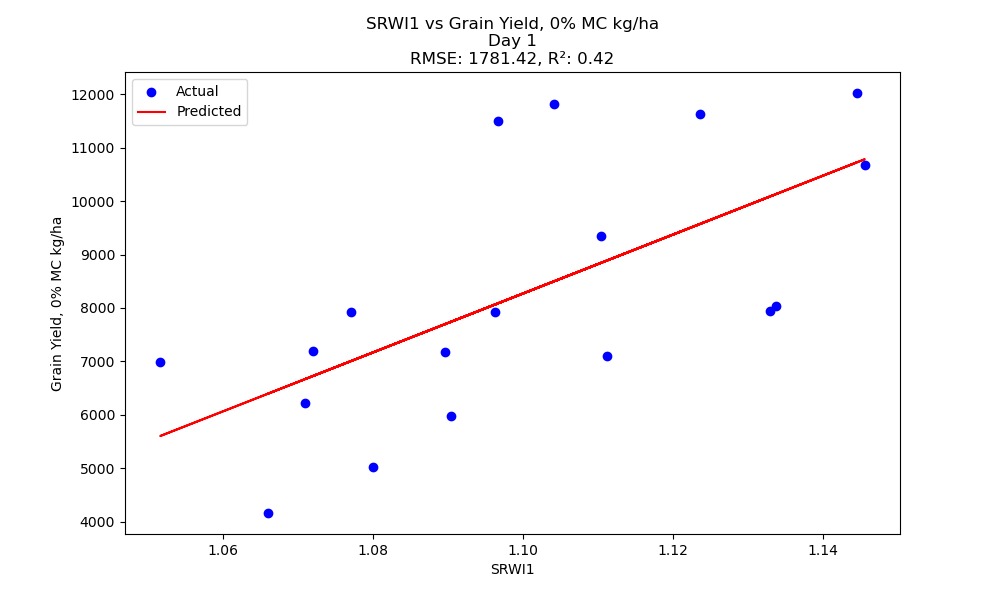 SRWI1 vs Grain Yield, 0% MC kg/ha
Day 1
RMSE: 1781.42, R²: 0.42
Actual
Predicted
Grain Yield, 0% MC kg/ha
12000
11000
10000
9000
8000
7000
6000
5000
4000
1.06 1.08 1.10 1.12 1.14
SRWI1